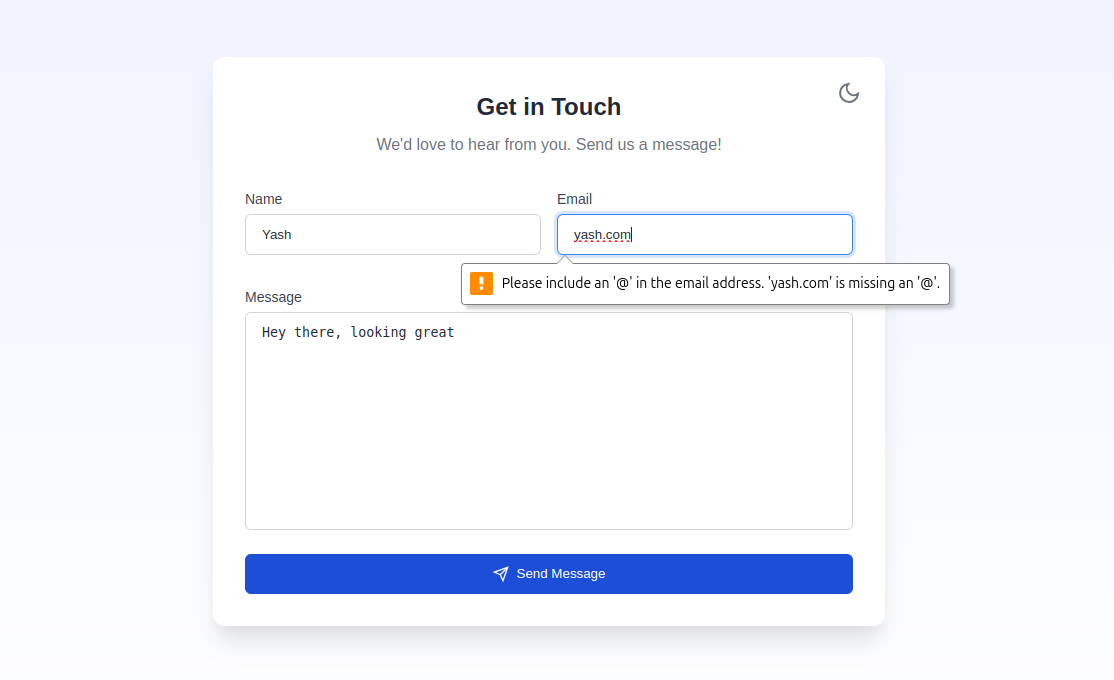 Get in Touch
We'd love to hear from you. Send us a message!
Name
Email
Yash
yash.com
Please include an '@' in the email address. 'yash.com' is missing an '@'.
Message
Hey there, looking great
Send Message